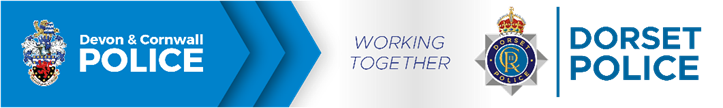 Devon & Cornwall
POLICE
WORKING
TOGETHER
DORSET
POLICE
DORSET
POLICE